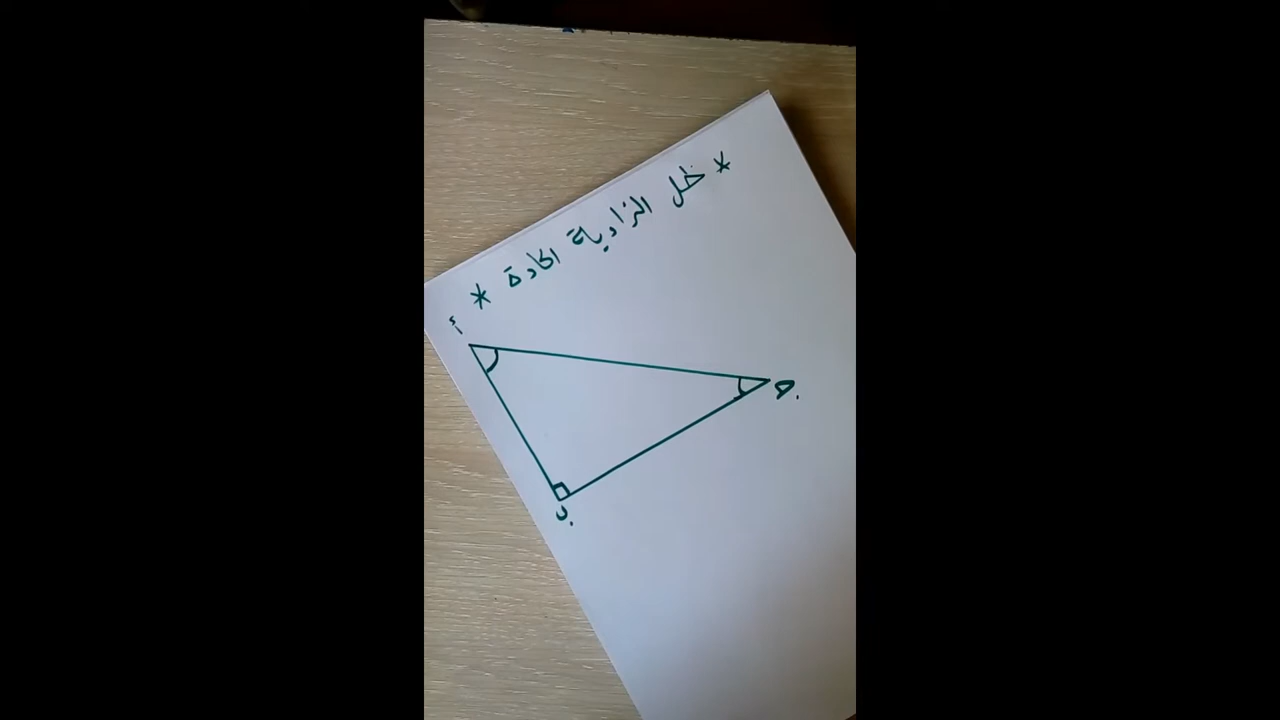 * ظل الزاوية الحادة *
أ
جـ
ب